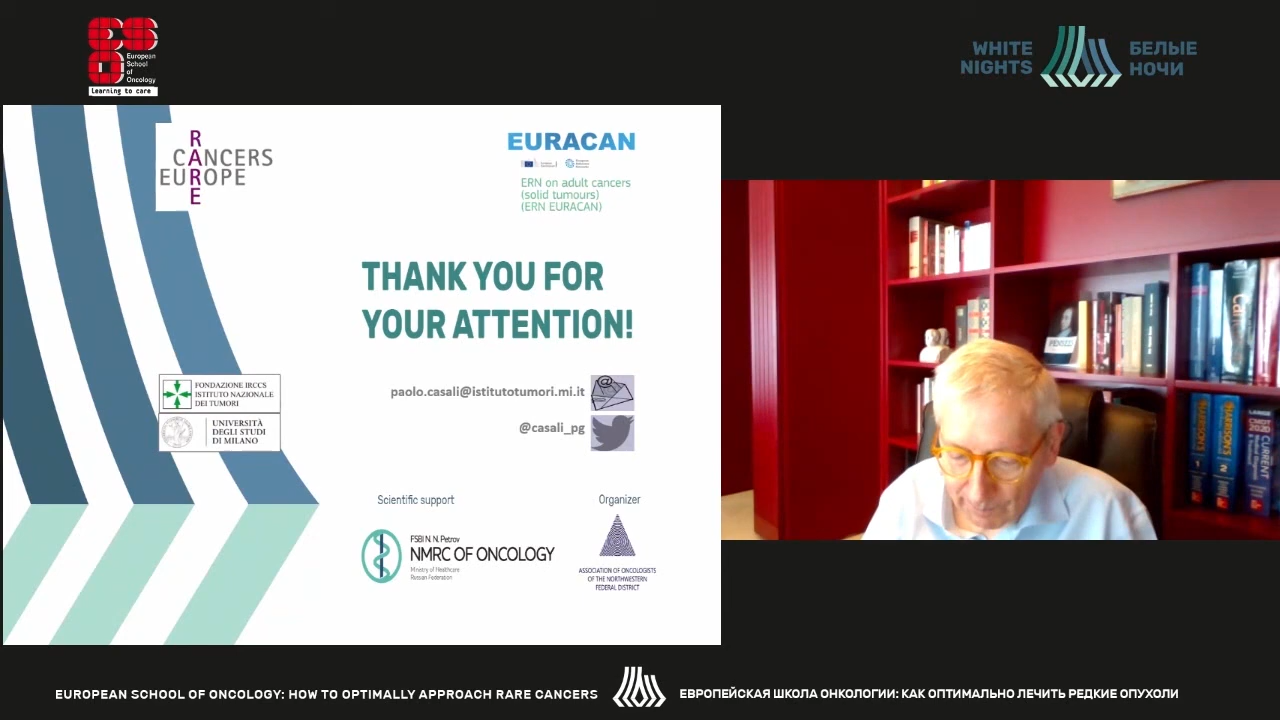 European
School
of
Oncology
Learning to care
WHITE
NIGHTS
БЕЛЫЕ
НОЧИ
RARE
CANCERS
EUROPE
EURACAN
ERN on adult cancers
(solid tumours)
(ERN EURACAN)
THANK YOU FOR
YOUR ATTENTION!
FONDAZIONE IRCCS
ISTITUTO NAZIONALE
DEI TUMORI
UNIVERSITÀ
DEGLI STUDI
DI MILANO
paolo.casali@istitutotumori.mi.it
@casali_pg
Scientific support
Organizer
FSBI N. N. Petrov
NMRC OF ONCOLOGY
Ministry of Healthcare
Russian Federation
ASSOCIATION OF ONCOLOGISTS
OF THE NORTHWESTERN
FEDERAL DISTRICT
HARRISON'S
1
HARRISON'S
2
CURRENT
EUROPEAN SCHOOL OF ONCOLOGY: HOW TO OPTIMALLY APPROACH RARE CANCERS
ЕВРОПЕЙСКАЯ ШКОЛА ОНКОЛОГИИ: КАК ОПТИМАЛЬНО ЛЕЧИТЬ РЕДКИЕ ОПУХОЛИ